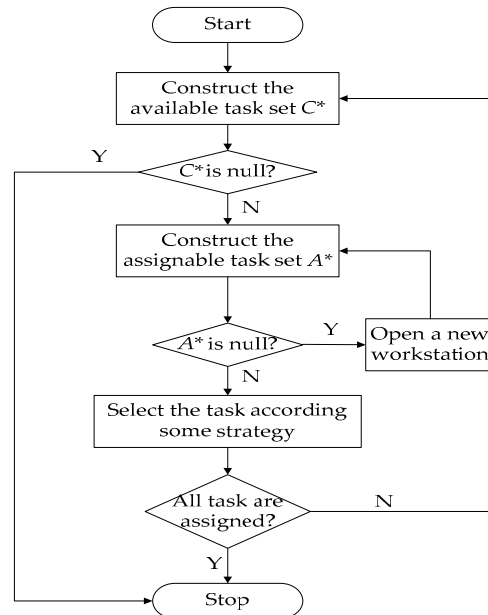 Start
Construct the
available task set C*
Y
C* is null?
N
Construct the
assignable task set A*
A* is null?
Y
Open a new
workstation
N
Select the task according
some strategy
All task are
assigned?
N
Y
Stop